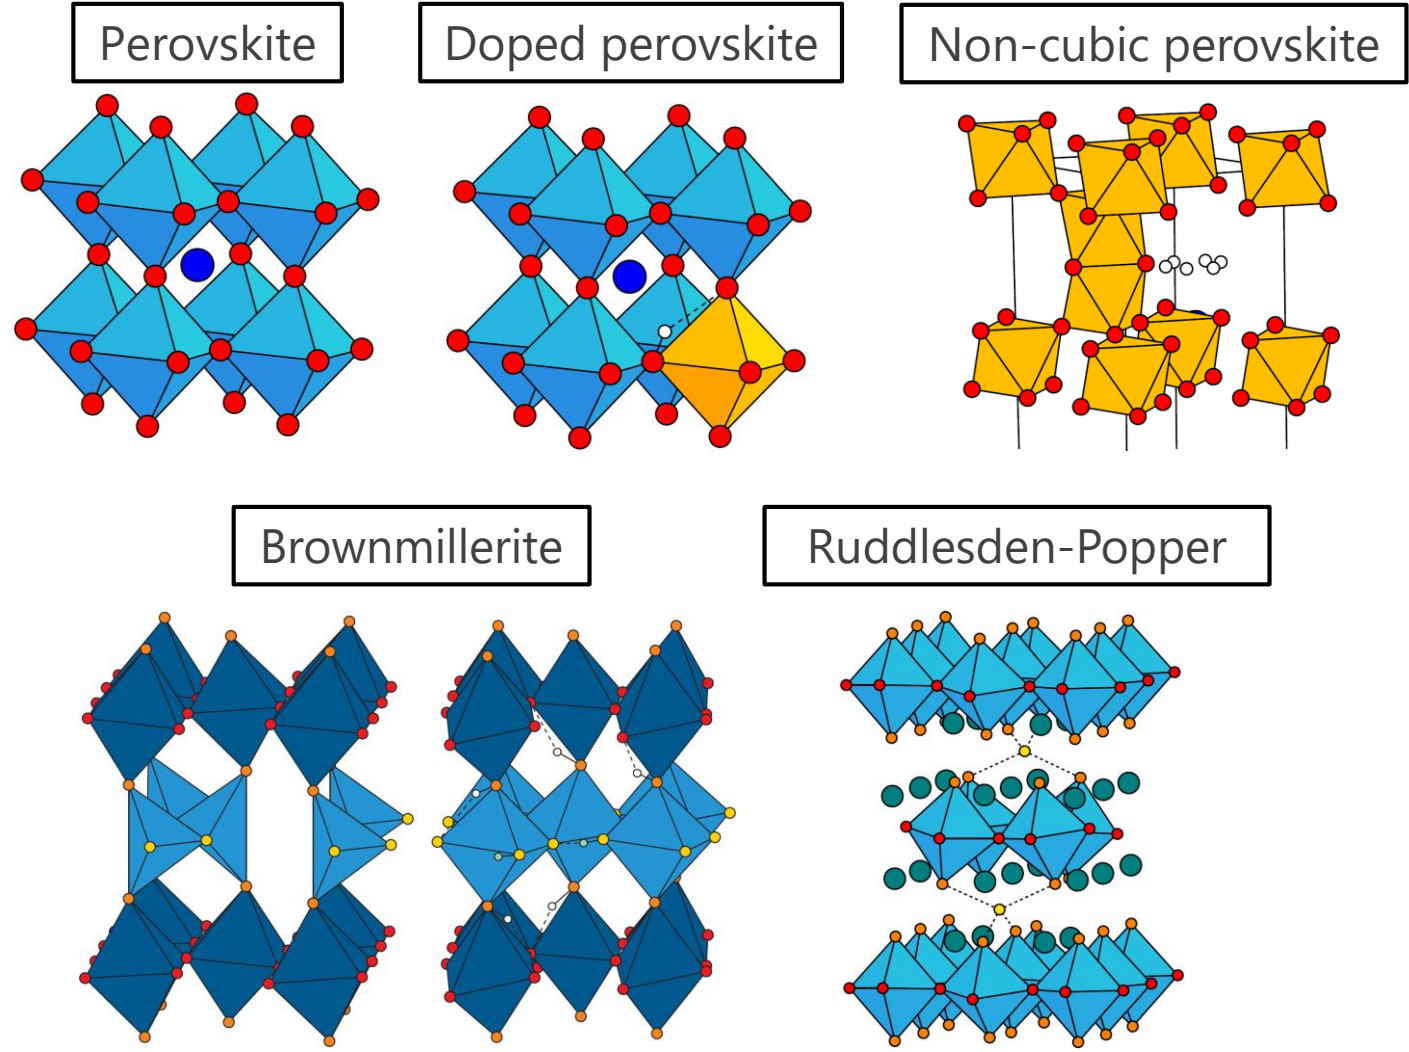 Perovskite
Doped perovskite
Non-cubic perovskite
Brownmillerite
Ruddlesden-Popper